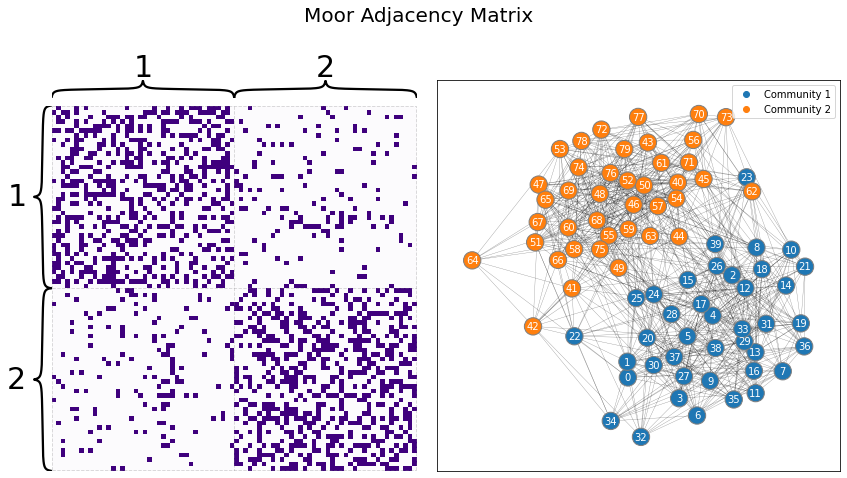 Moor Adjacency Matrix
1 2
1
2
Community 1
Community 2
77 70 73
72
78 79 43 56
53
74 61 71
76 52 50 40 45 23
47 69 48 62
65 46 57 54
67 60 68 59
51 55 63 44 39 8
58 75 10
64 66 49 26 18 21
2
41 15 12 14
25 24 17
28 4
42 22 33 31 19
20 5 29
38 13 36
1 37
30 16 7
0 27 9
3 35 11
34 6
32